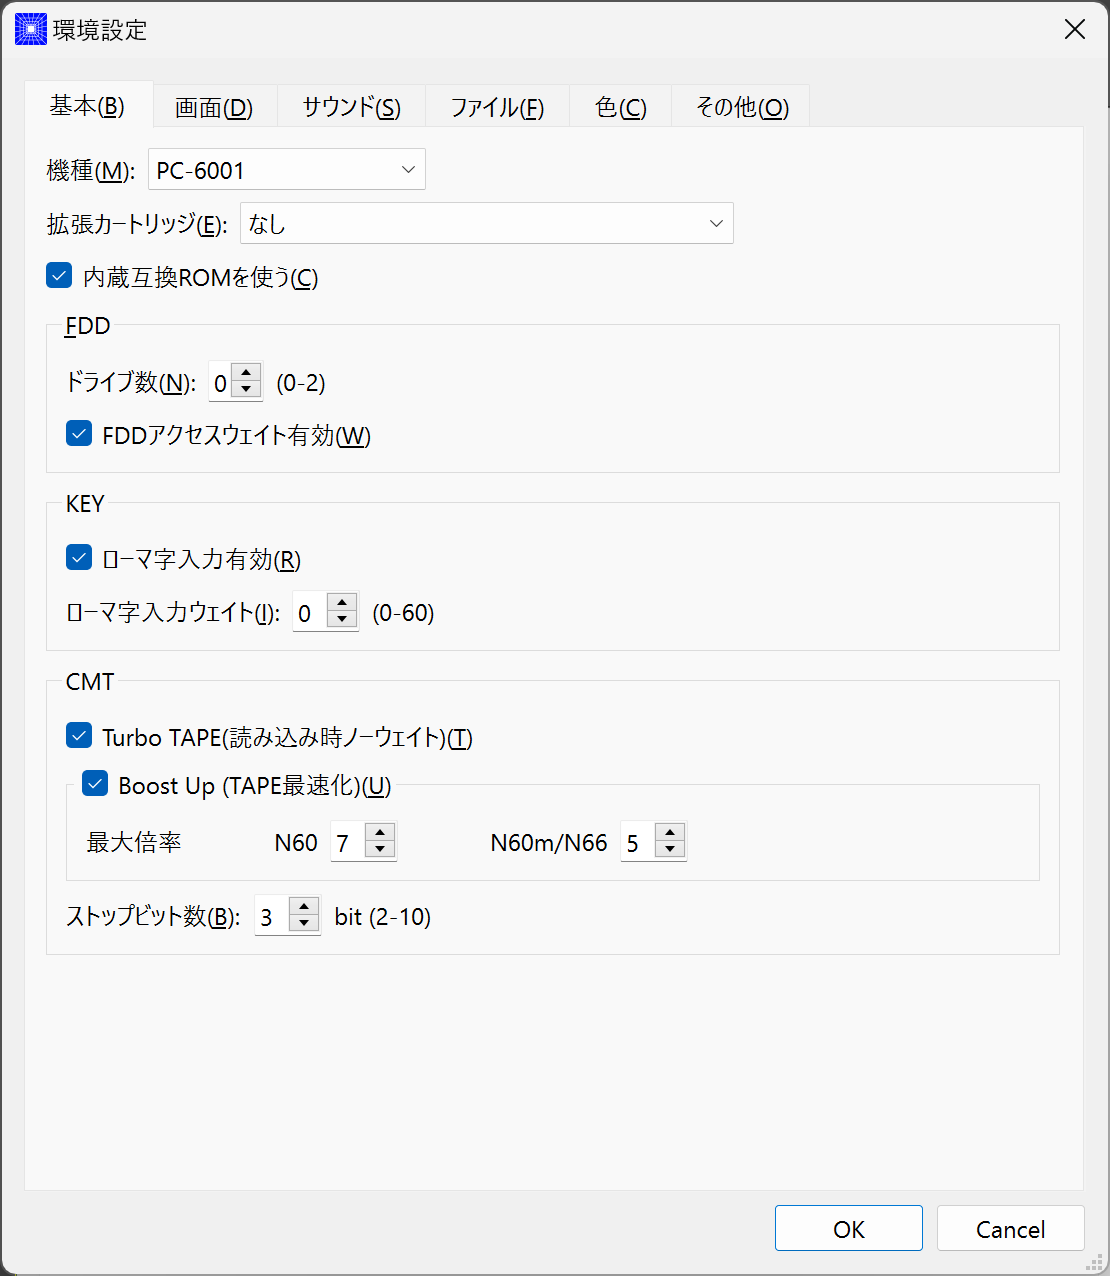 環境設定
基本(B) 画面(D) サウンド(S) ファイル(F) 色(C) その他(O)
機種(M): PC-6001
拡張カートリッジ(E): なし
内蔵互換ROMを使う(C)
FDD
ドライブ数(N): 0 (0-2)
FDDアクセスウェイト有効(W)
KEY
ローマ字入力有効(R)
ローマ字入力ウェイト(I): 0 (0-60)
CMT
Turbo TAPE(読み込み時ノーウェイト)(T)
Boost Up (TAPE最速化)(U)
最大倍率 N60 7 N60m/N66 5
ストップビット数(B): 3 bit (2-10)
OK Cancel